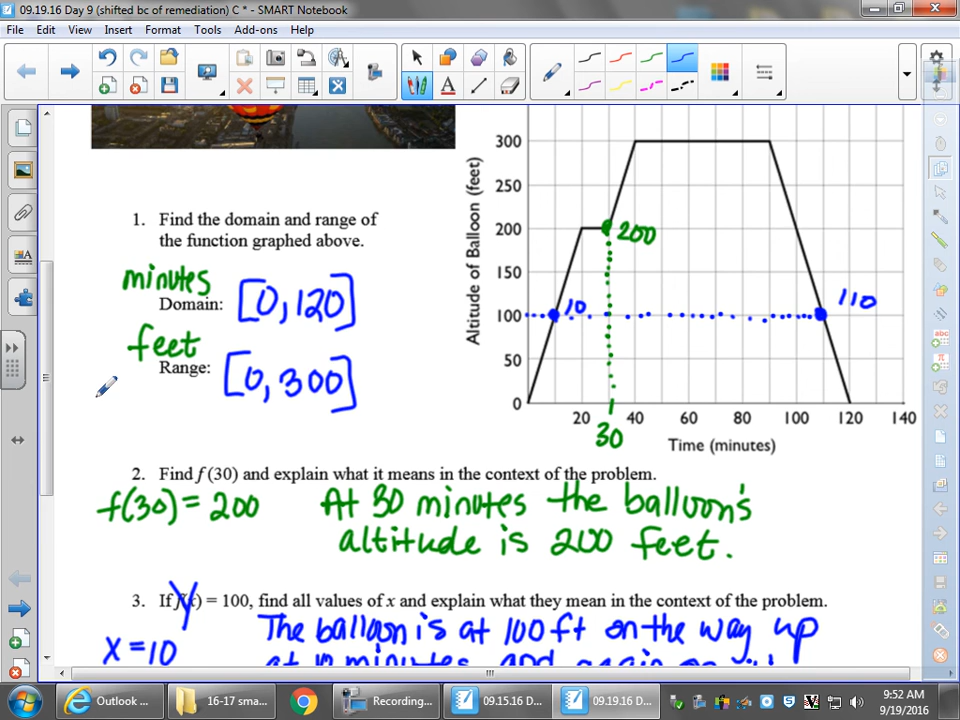 09.19.16 Day 9 (shifted bc of remediation) C * - SMART Notebook
File Edit View Insert Format Tools Add-ons Help
300
250
200
150
100
50
0
Altitude of Balloon (feet)
200
10
110
20 40 60 80 100 120 140
30
Time (minutes)
1. Find the domain and range of
the function graphed above.
minutes
Domain: [0,120]
feet
Range: [0,300]
2. Find f (30) and explain what it means in the context of the problem.
f(30) = 200 At 30 minutes the balloon's
altitude is 200 feet.
3. If f(x) = 100, find all values of x and explain what they mean in the context of the problem.
y
The balloon is at 100 ft on the way up
x = 10
at 10 minutes and again on
Outlook ...
16-17 sma...
Recording...
09.15.16 D...
09.19.16 D...
9:52 AM
9/19/2016